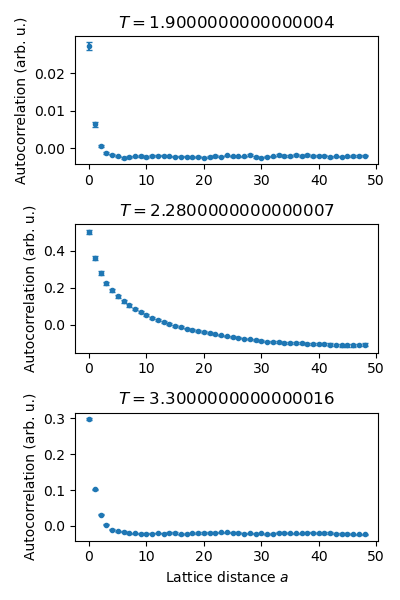 T = 1.9000000000000004
Autocorrelation (arb. u.)
0.02
0.01
0.00
0 10 20 30 40 50
T = 2.2800000000000007
Autocorrelation (arb. u.)
0.4
0.2
0.0
0 10 20 30 40 50
T = 3.3000000000000016
Autocorrelation (arb. u.)
0.3
0.2
0.1
0.0
0 10 20 30 40 50
Lattice distance a